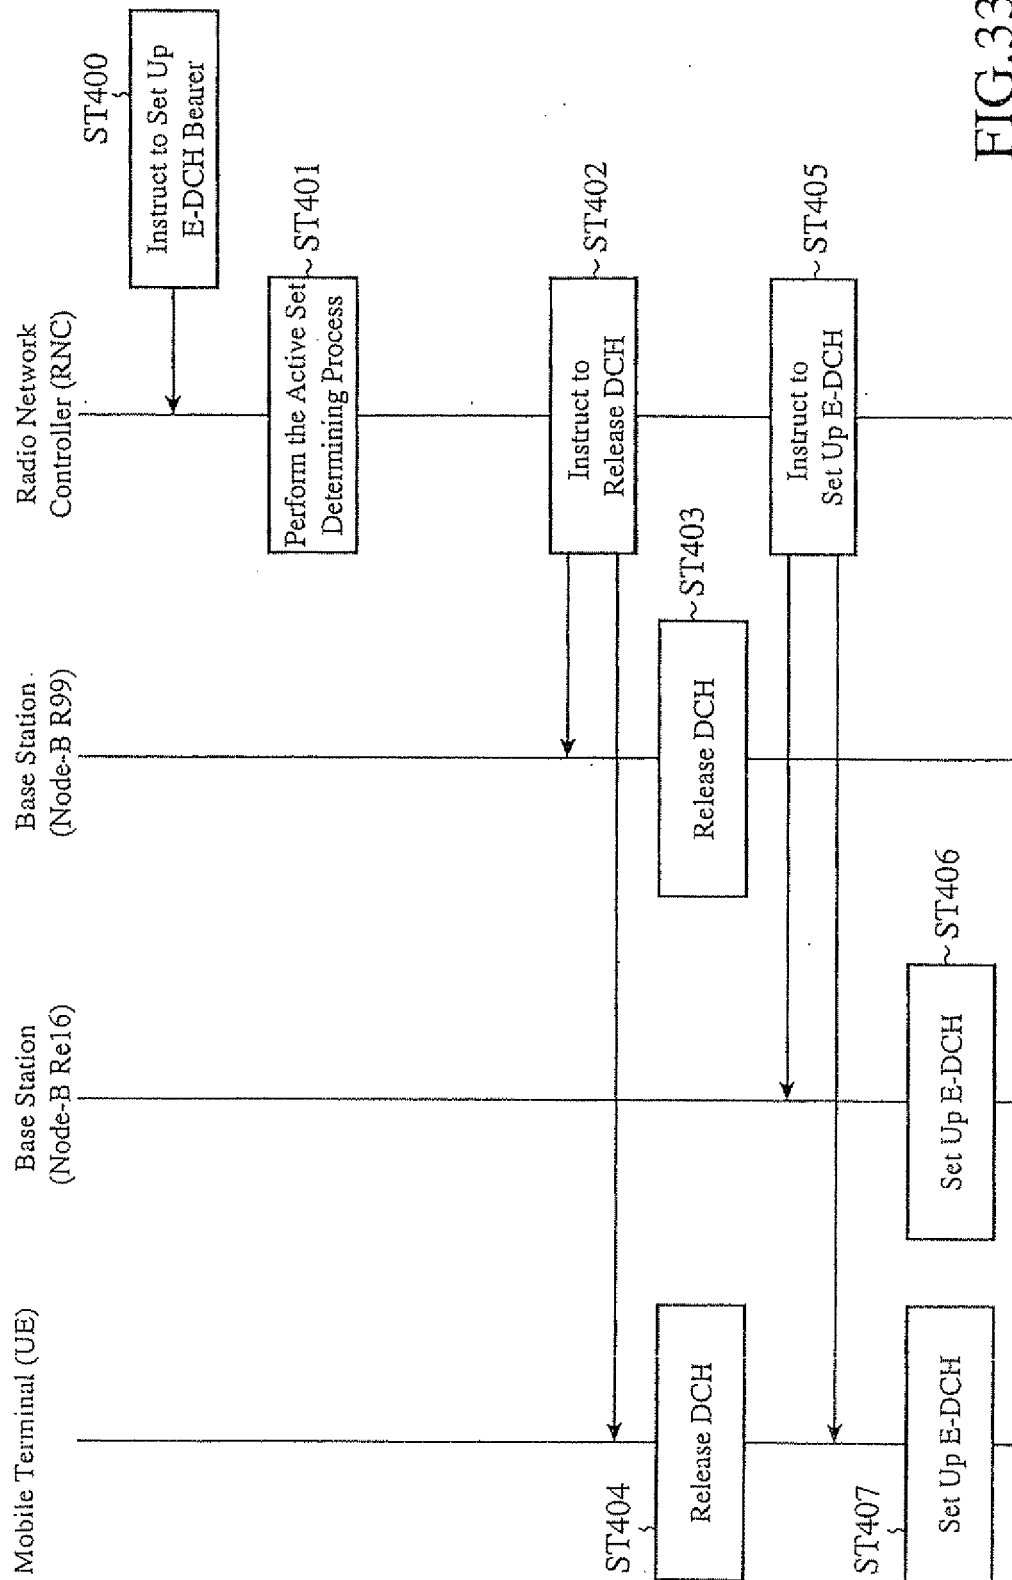 Mobile Terminal (UE)
Base Station
(Node-B Re16)
Base Station
(Node-B R99)
Radio Network
Controller (RNC)
ST400
Instruct to Set Up
E-DCH Bearer
Perform the Active Set
Determining Process
ST401
Instruct to
Release DCH
ST402
Release DCH
ST403
ST404
Release DCH
Instruct to
Set Up E-DCH
ST405
Set Up E-DCH
ST406
ST407
Set Up E-DCH
FIG.33